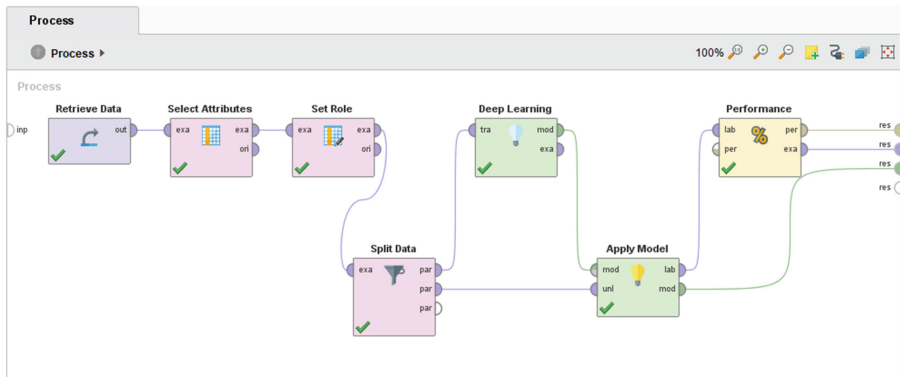 Process
Process
100%
Process
Retrieve Data
Select Attributes
Set Role
Deep Learning
Performance
inp
out
exa
exa
ori
exa
exa
ori
tra
mod
exa
lab
per
per
exa
res
res
res
res
Split Data
Apply Model
exa
par
par
par
mod
lab
unl
mod